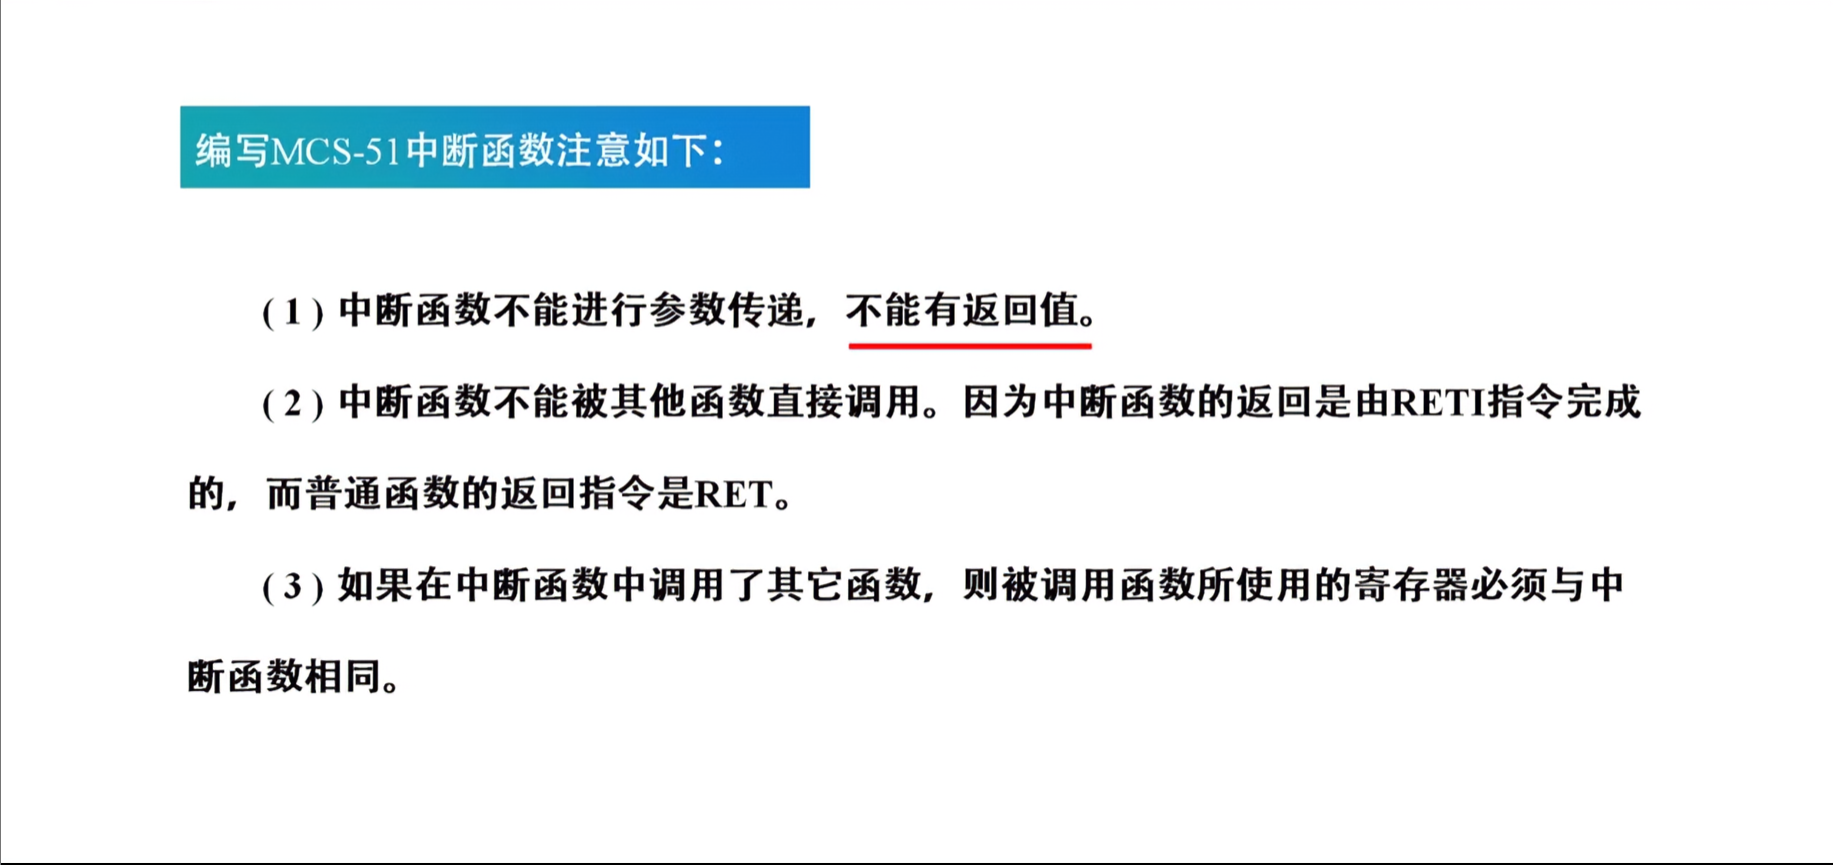 编写MCS-51中断函数注意如下：
（1）中断函数不能进行参数传递，不能有返回值。
（2）中断函数不能被其他函数直接调用。因为中断函数的返回是由RETI指令完成
的，而普通函数的返回指令是RET。
（3）如果在中断函数中调用了其它函数，则被调用函数所使用的寄存器必须与中
断函数相同。